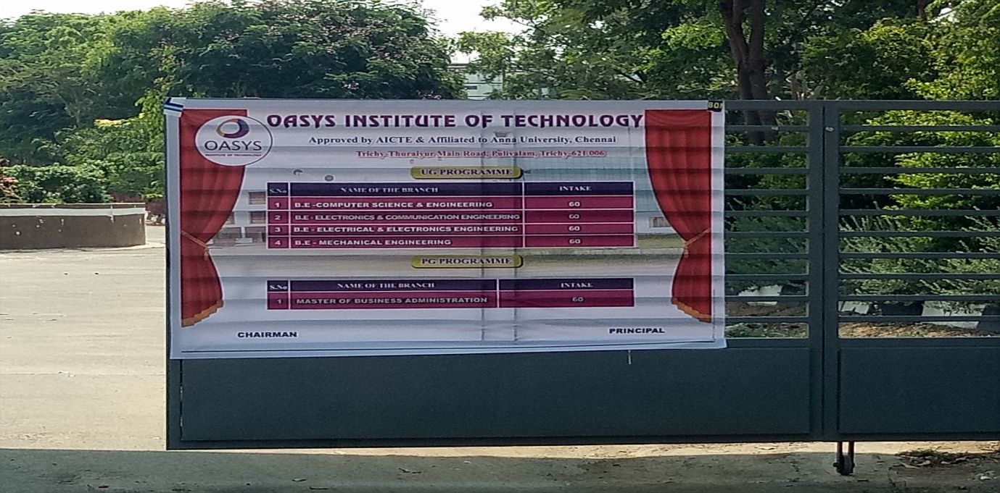 OASYS INSTITUTE OF TECHNOLOGY
OASYS
INSTITUTE OF TECHNOLOGY
Approved by AICTE & Affiliated to Anna University, Chennai
Trichy-Thuraiyur Main Road, Pulivalam, Trichy-621 006
UG PROGRAMME
S.No NAME OF THE BRANCH INTAKE
1 B.E -COMPUTER SCIENCE & ENGINEERING 60
2 B.E - ELECTRONICS & COMMUNICATION ENGINEERING 60
3 B.E - ELECTRICAL & ELECTRONICS ENGINEERING 60
4 B.E - MECHANICAL ENGINEERING 60
PG PROGRAMME
S.No NAME OF THE BRANCH INTAKE
1 MASTER OF BUSINESS ADMINISTRATION 60
CHAIRMAN PRINCIPAL